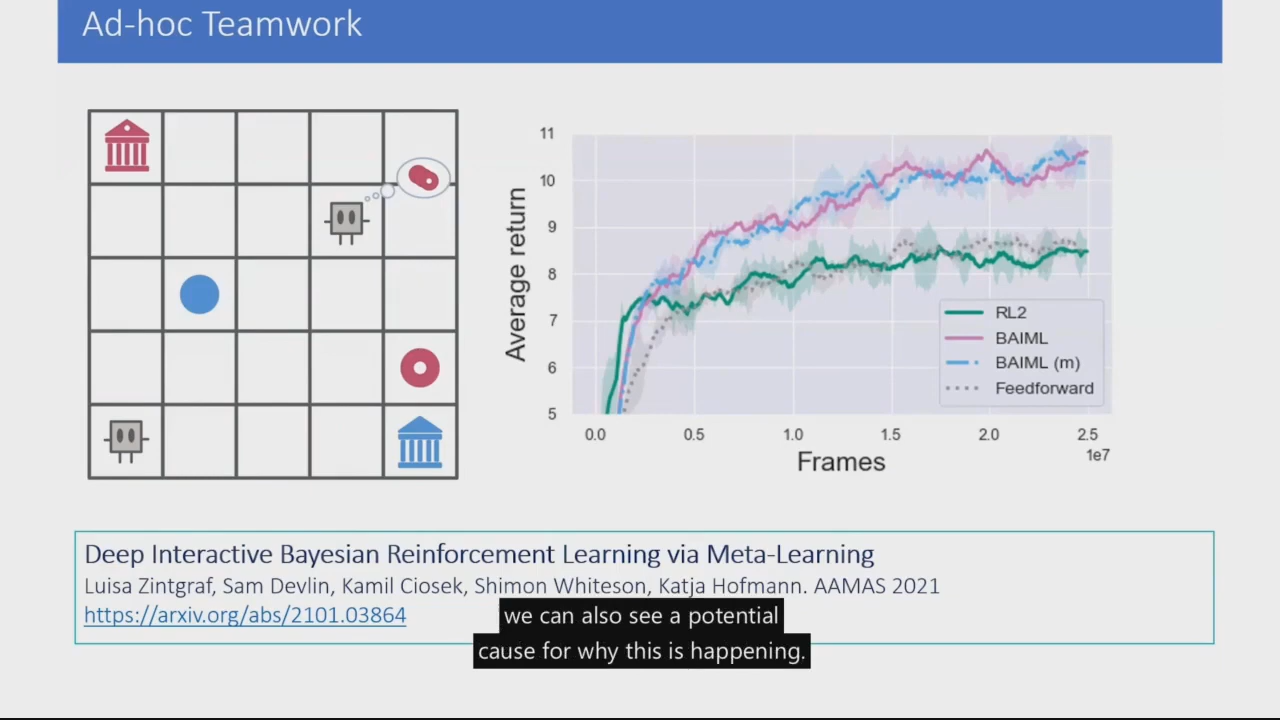 Ad-hoc Teamwork
11
10
9
8
7
6
5
Average return
0.0 0.5 1.0 1.5 2.0 2.5
1e7
Frames
RL2
BAIML
BAIML (m)
Feedforward
Deep Interactive Bayesian Reinforcement Learning via Meta-Learning
Luisa Zintgraf, Sam Devlin, Kamil Ciosek, Shimon Whiteson, Katja Hofmann. AAMAS 2021
https://arxiv.org/abs/2101.03864
we can also see a potential
cause for why this is happening.